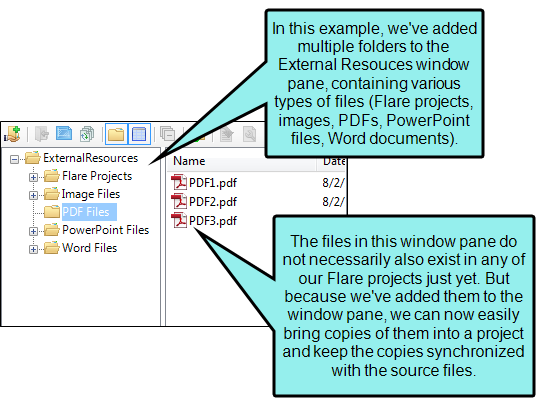 In this example, we've added
multiple folders to the
External Resouces window
pane, containing various
types of files (Flare projects,
images, PDFs, PowerPoint
files, Word documents).
ExternalResources
Flare Projects
Image Files
PDF Files
PowerPoint Files
Word Files
Name Date
PDF1.pdf 8/2/
PDF2.pdf 8/2/
PDF3.pdf
The files in this window pane do
not necessarily also exist in any of
our Flare projects just yet. But
because we've added them to the
window pane, we can now easily
bring copies of them into a project
and keep the copies synchronized
with the source files.